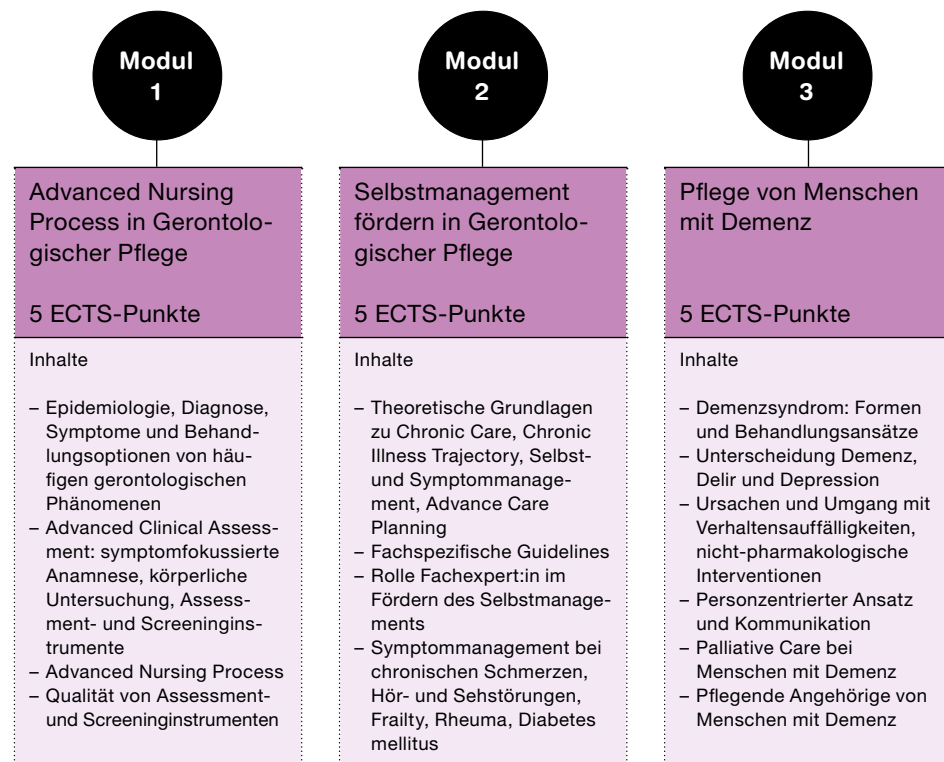 Modul
1
Advanced Nursing
Process in Gerontolo-
gischer Pflege
5 ECTS-Punkte
Inhalte
– Epidemiologie, Diagnose,
Symptome und Behand-
lungsoptionen von häu-
figen gerontologischen
Phänomenen
– Advanced Clinical Assess-
ment: symptomfokussierte
Anamnese, körperliche
Untersuchung, Assess-
ment- und Screeningins-
trumente
– Advanced Nursing Process
– Qualität von Assessment-
und Screeninginstrumenten
Modul
2
Selbstmanagement
fördern in Gerontolo-
gischer Pflege
5 ECTS-Punkte
Inhalte
– Theoretische Grundlagen
zu Chronic Care, Chronic
Illness Trajectory, Selbst-
und Symptommanage-
ment, Advance Care
Planning
– Fachspezifische Guidelines
– Rolle Fachexpert:in im
Fördern des Selbstmanage-
ments
– Symptommanagement bei
chronischen Schmerzen,
Hör- und Sehstörungen,
Frailty, Rheuma, Diabetes
mellitus
Modul
3
Pflege von Menschen
mit Demenz
5 ECTS-Punkte
Inhalte
– Demenzsyndrom: Formen
und Behandlungsansätze
– Unterscheidung Demenz,
Delir und Depression
– Ursachen und Umgang mit
Verhaltensauffälligkeiten,
nicht-pharmakologische
Interventionen
– Personzentrierter Ansatz
und Kommunikation
– Palliative Care bei
Menschen mit Demenz
– Pflegende Angehörige von
Menschen mit Demenz